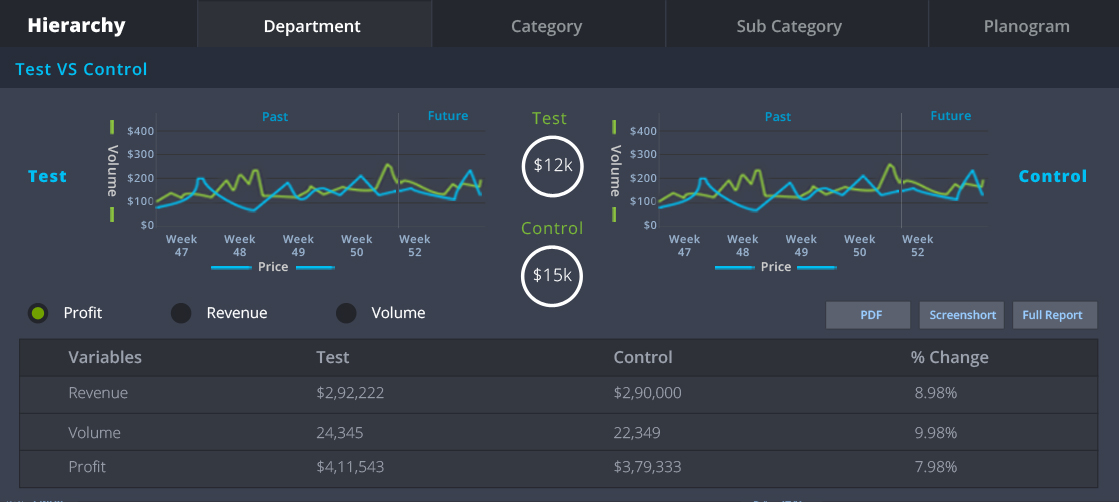 Hierarchy Department Category Sub Category Planogram
Test VS Control
Test
Volume
Past Future
$400
$300
$200
$100
$0
Week 47 Week 48 Week 49 Week 50 Week 52
Price
Test
$12k
Control
$15k
Volume
Past Future
$400
$300
$200
$100
$0
Week 47 Week 48 Week 49 Week 50 Week 52
Price
Control
Profit Revenue Volume
PDF Screenshort Full Report
Variables Test Control % Change
Revenue $2,92,222 $2,90,000 8.98%
Volume 24,345 22,349 9.98%
Profit $4,11,543 $3,79,333 7.98%